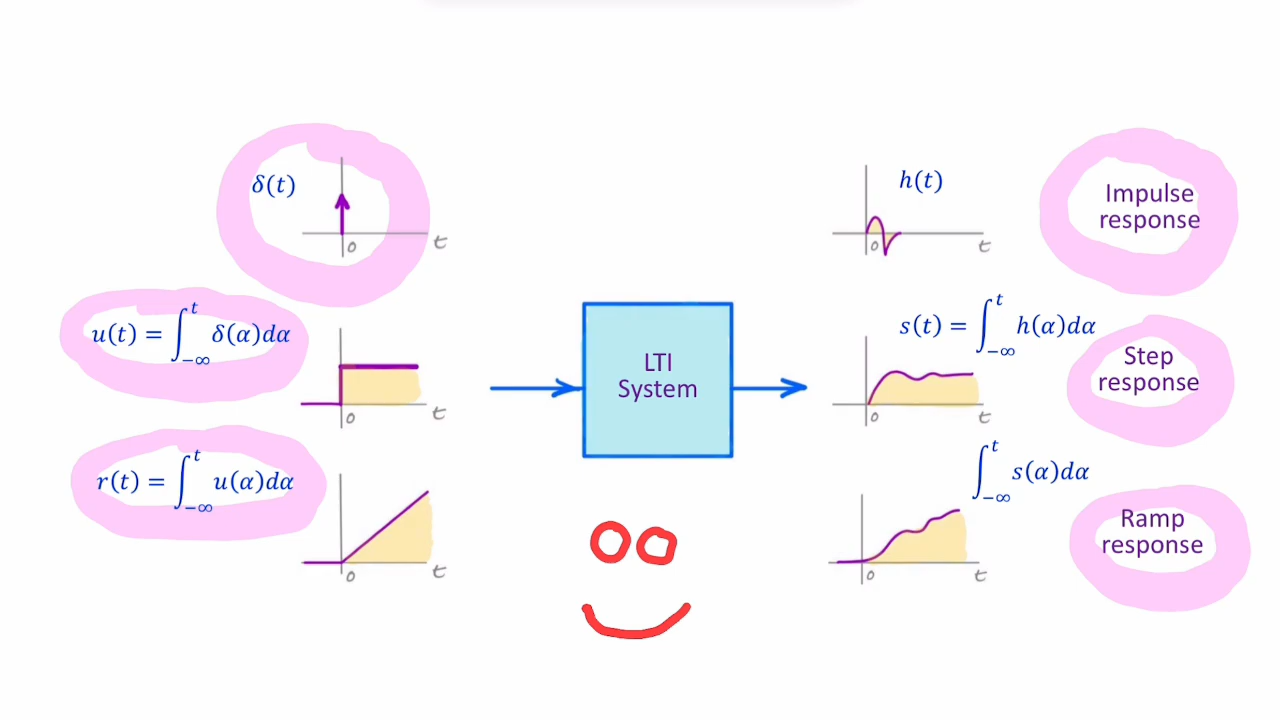 δ(t)
0
t
h(t)
0
t
Impulse
response
u(t) = ∫_{−∞}^{t} δ(α)dα
0
t
LTI
System
s(t) = ∫_{−∞}^{t} h(α)dα
0
t
Step
response
r(t) = ∫_{−∞}^{t} u(α)dα
0
t
∫_{−∞}^{t} s(α)dα
0
t
Ramp
response